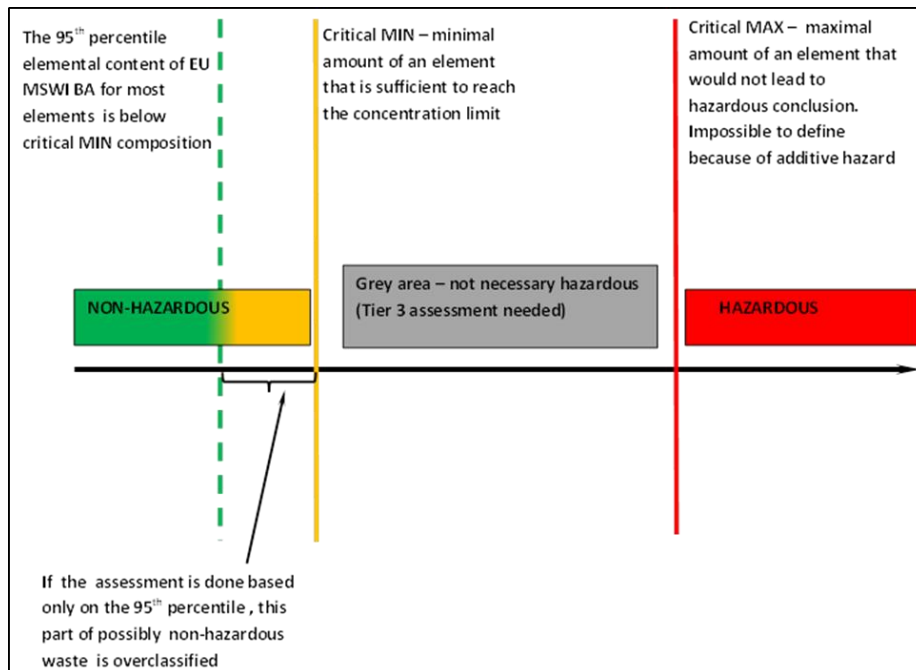 The 95th percentile
elemental content of EU
MSWI BA for most
elements is below
critical MIN composition
Critical MIN – minimal
amount of an element
that is sufficient to reach
the concentration limit
Critical MAX – maximal
amount of an element that
would not lead to
hazardous conclusion.
Impossible to define
because of additive hazard
NON-HAZARDOUS
Grey area – not necessary hazardous
(Tier 3 assessment needed)
HAZARDOUS
If the assessment is done based
only on the 95th percentile , this
part of possibly non-hazardous
waste is overclassified